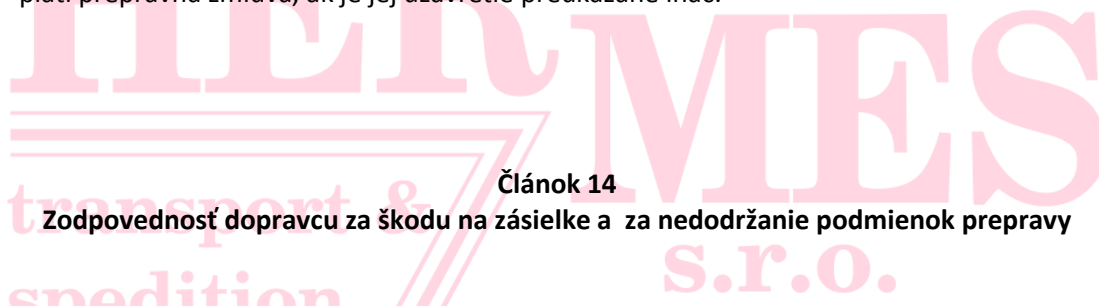 platí prepravná zmluva, ak je jej uzavretie preukázané
HERMES
Článok 14
transport &
Zodpovednosť dopravcu za škodu na zásielke a  za nedodržanie podmienok prepravy
s.r.o.
spedition